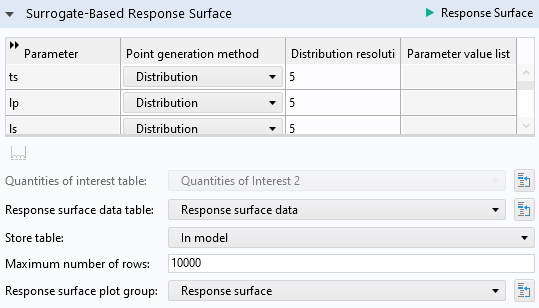 Surrogate-Based Response Surface Response Surface
Parameter Point generation method Distribution resoluti Parameter value list
ts Distribution 5
lp Distribution 5
ls Distribution 5
Quantities of interest table: Quantities of Interest 2
Response surface data table: Response surface data
Store table: In model
Maximum number of rows: 10000
Response surface plot group: Response surface